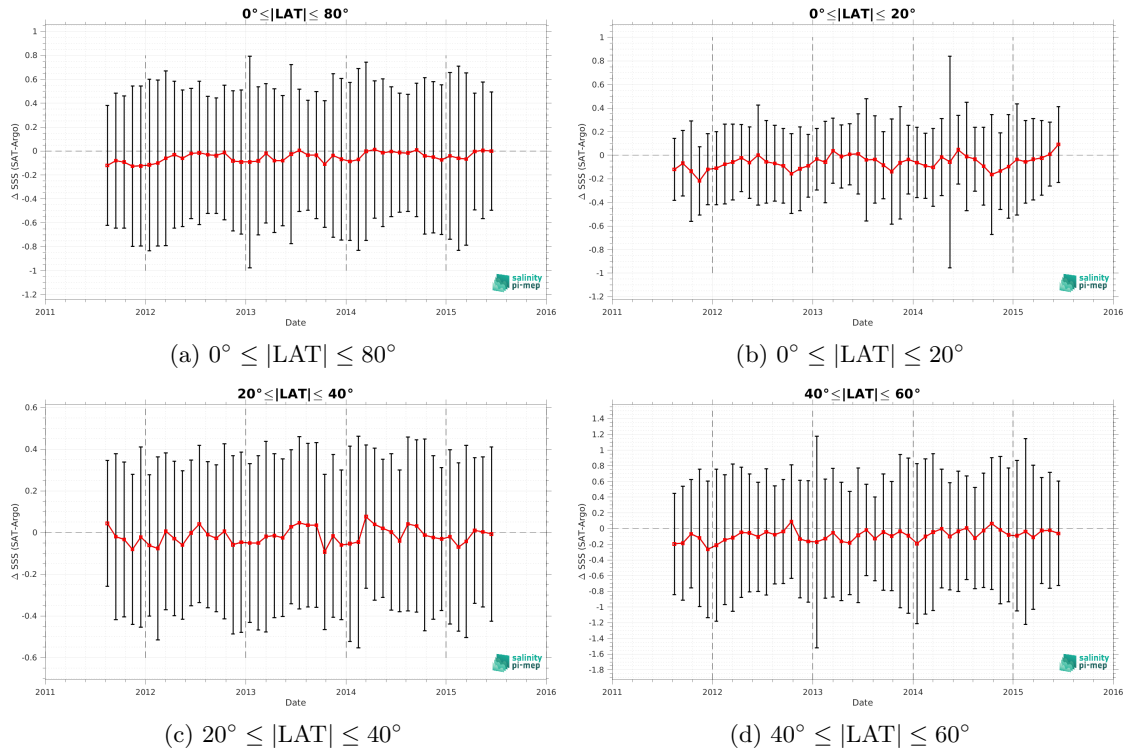 0°≤|LAT|≤ 80°
1
0.8
0.6
0.4
0.2
0
-0.2
-0.4
-0.6
-0.8
-1
-1.2
Δ SSS (SAT-Argo)
2011 2012 2013 2014 2015 2016
Date
salinity
pi-mep
(a) 0° ≤ |LAT| ≤ 80°
0°≤|LAT|≤ 20°
1
0.8
0.6
0.4
0.2
0
-0.2
-0.4
-0.6
-0.8
-1
-1.2
Δ SSS (SAT-Argo)
2011 2012 2013 2014 2015 2016
Date
salinity
pi-mep
(b) 0° ≤ |LAT| ≤ 20°
20°≤|LAT|≤ 40°
0.6
0.4
0.2
0
-0.2
-0.4
-0.6
Δ SSS (SAT-Argo)
2011 2012 2013 2014 2015 2016
Date
salinity
pi-mep
(c) 20° ≤ |LAT| ≤ 40°
40°≤|LAT|≤ 60°
1.4
1.2
1
0.8
0.6
0.4
0.2
0
-0.2
-0.4
-0.6
-0.8
-1
-1.2
-1.4
-1.6
-1.8
Δ SSS (SAT-Argo)
2011 2012 2013 2014 2015 2016
Date
salinity
pi-mep
(d) 40° ≤ |LAT| ≤ 60°